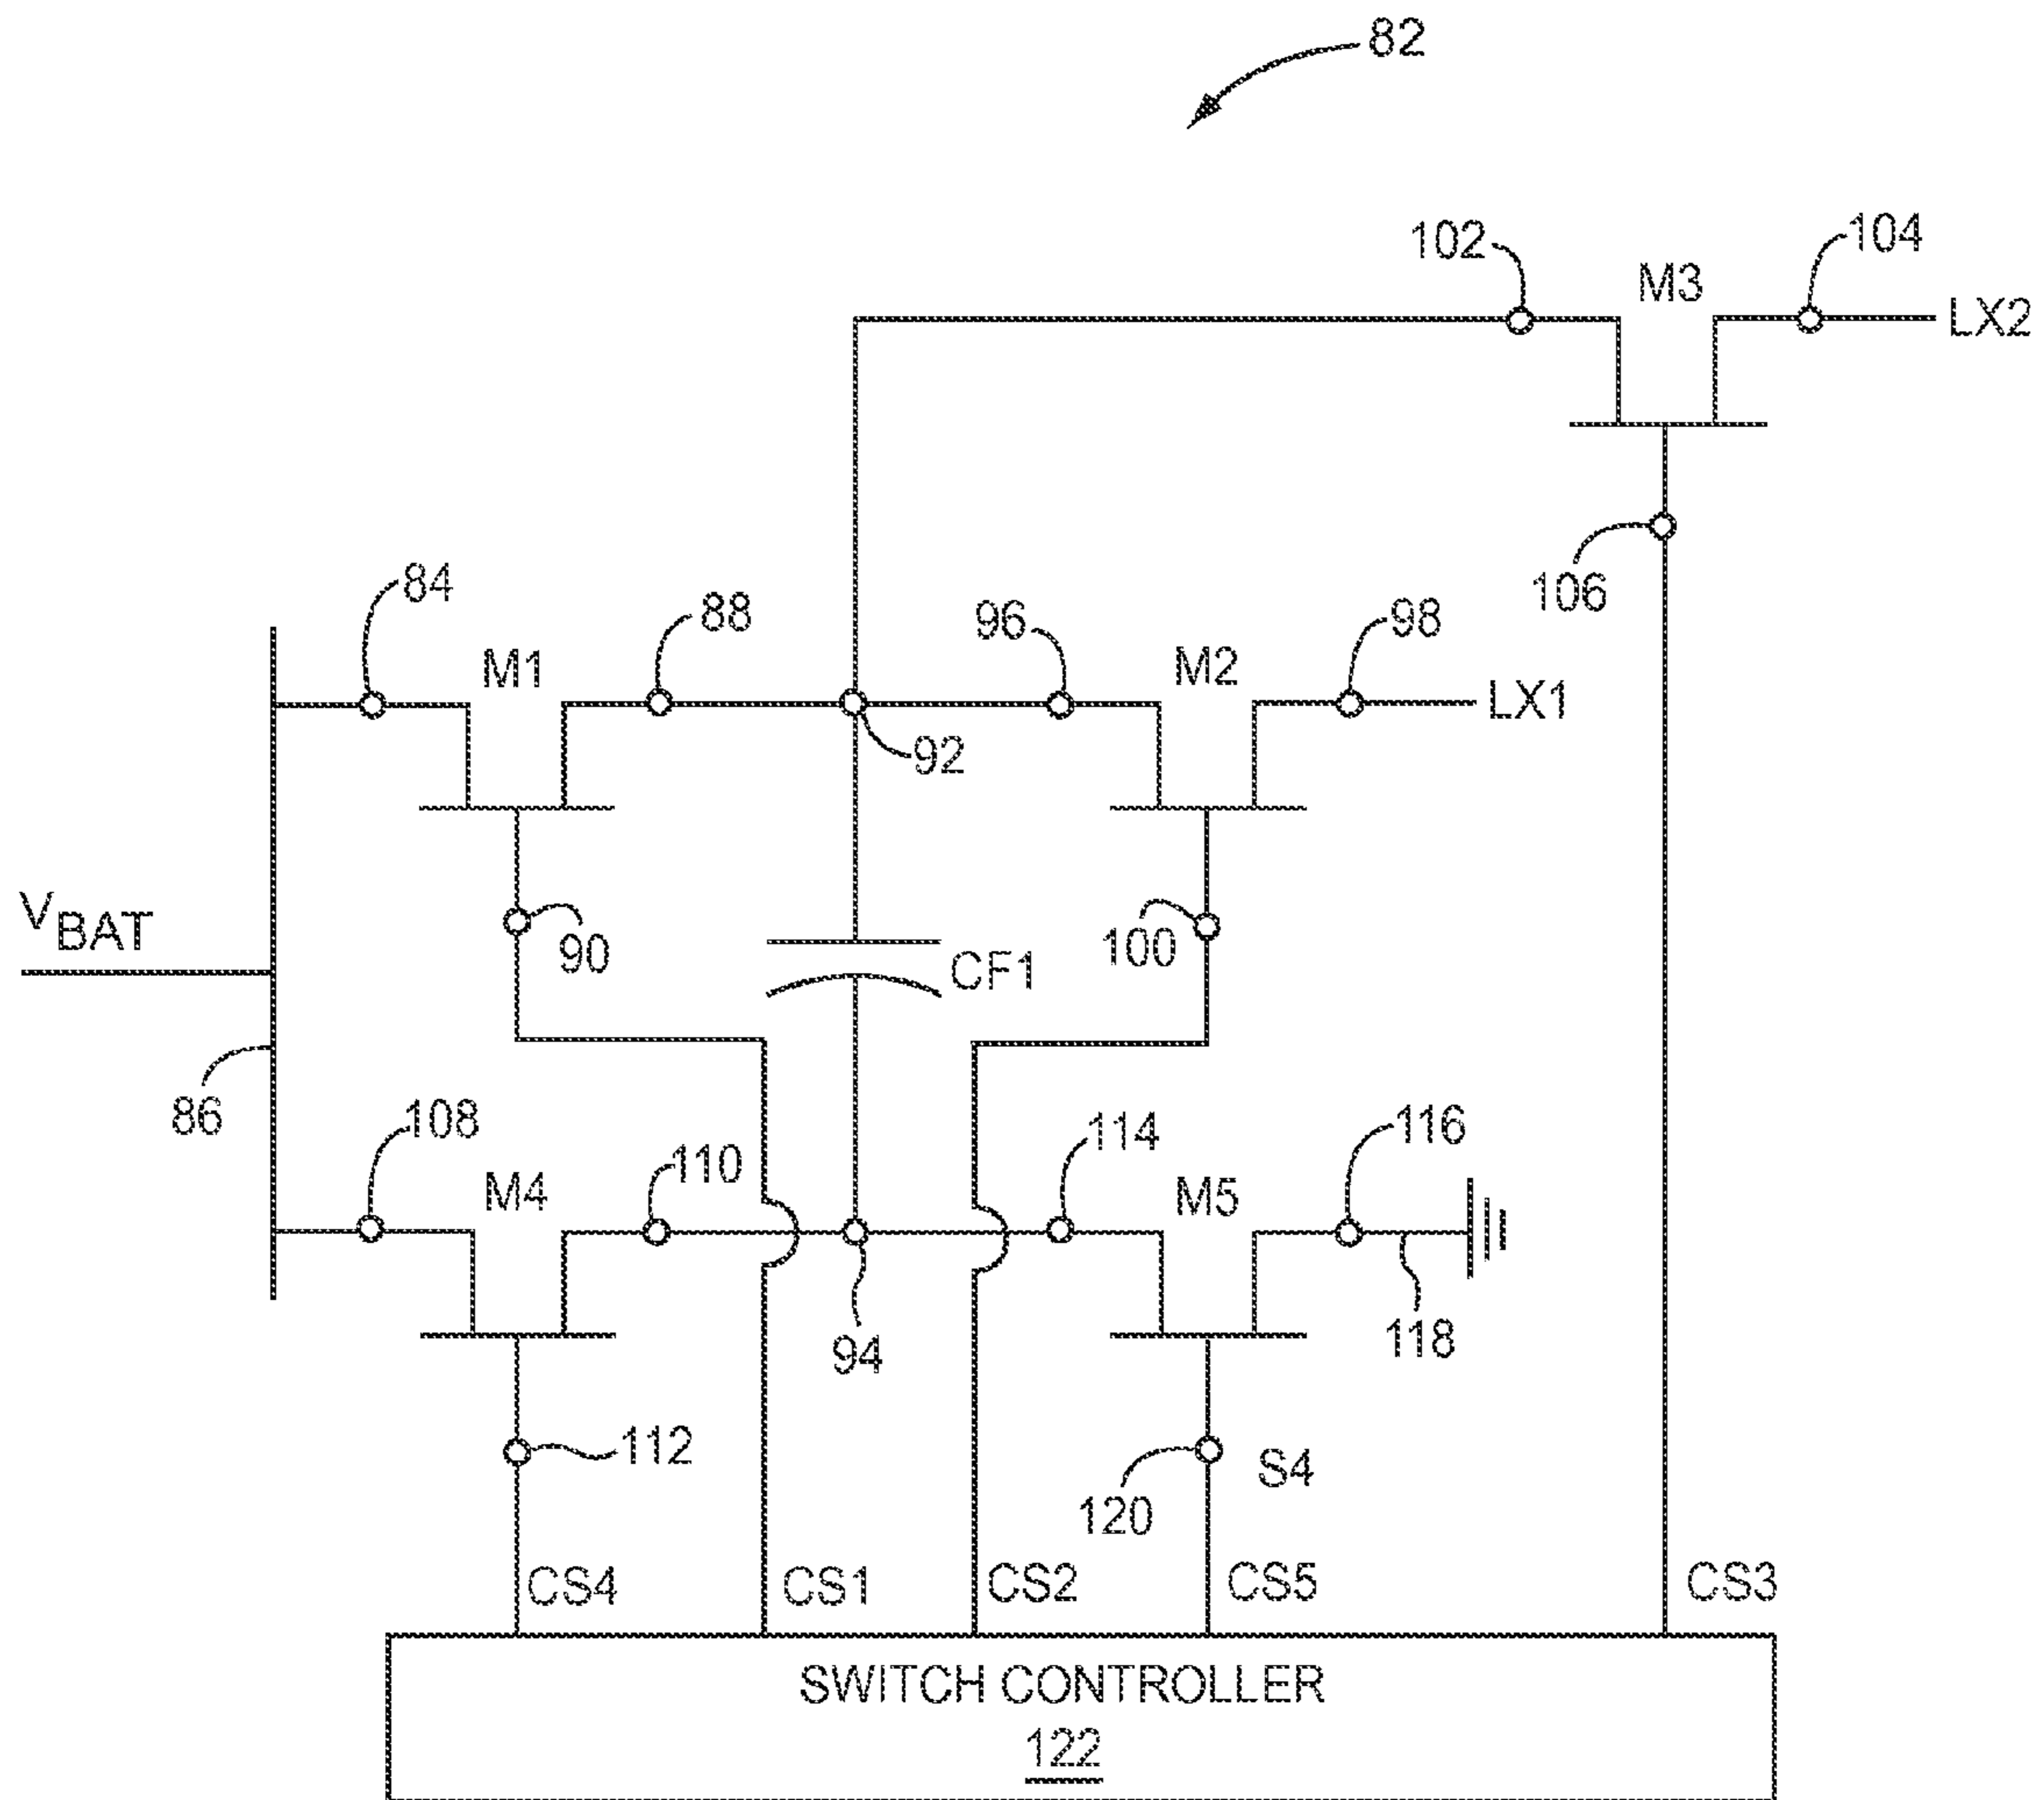 82
102
104
M3
LX2
106
84
88
96
98
M1
M2
LX1
92
VBAT
90
CF1
100
86
108
110
114
116
M4
M5
94
118
112
S4
120
CS4
CS1
CS2
CS5
CS3
SWITCH CONTROLLER
122